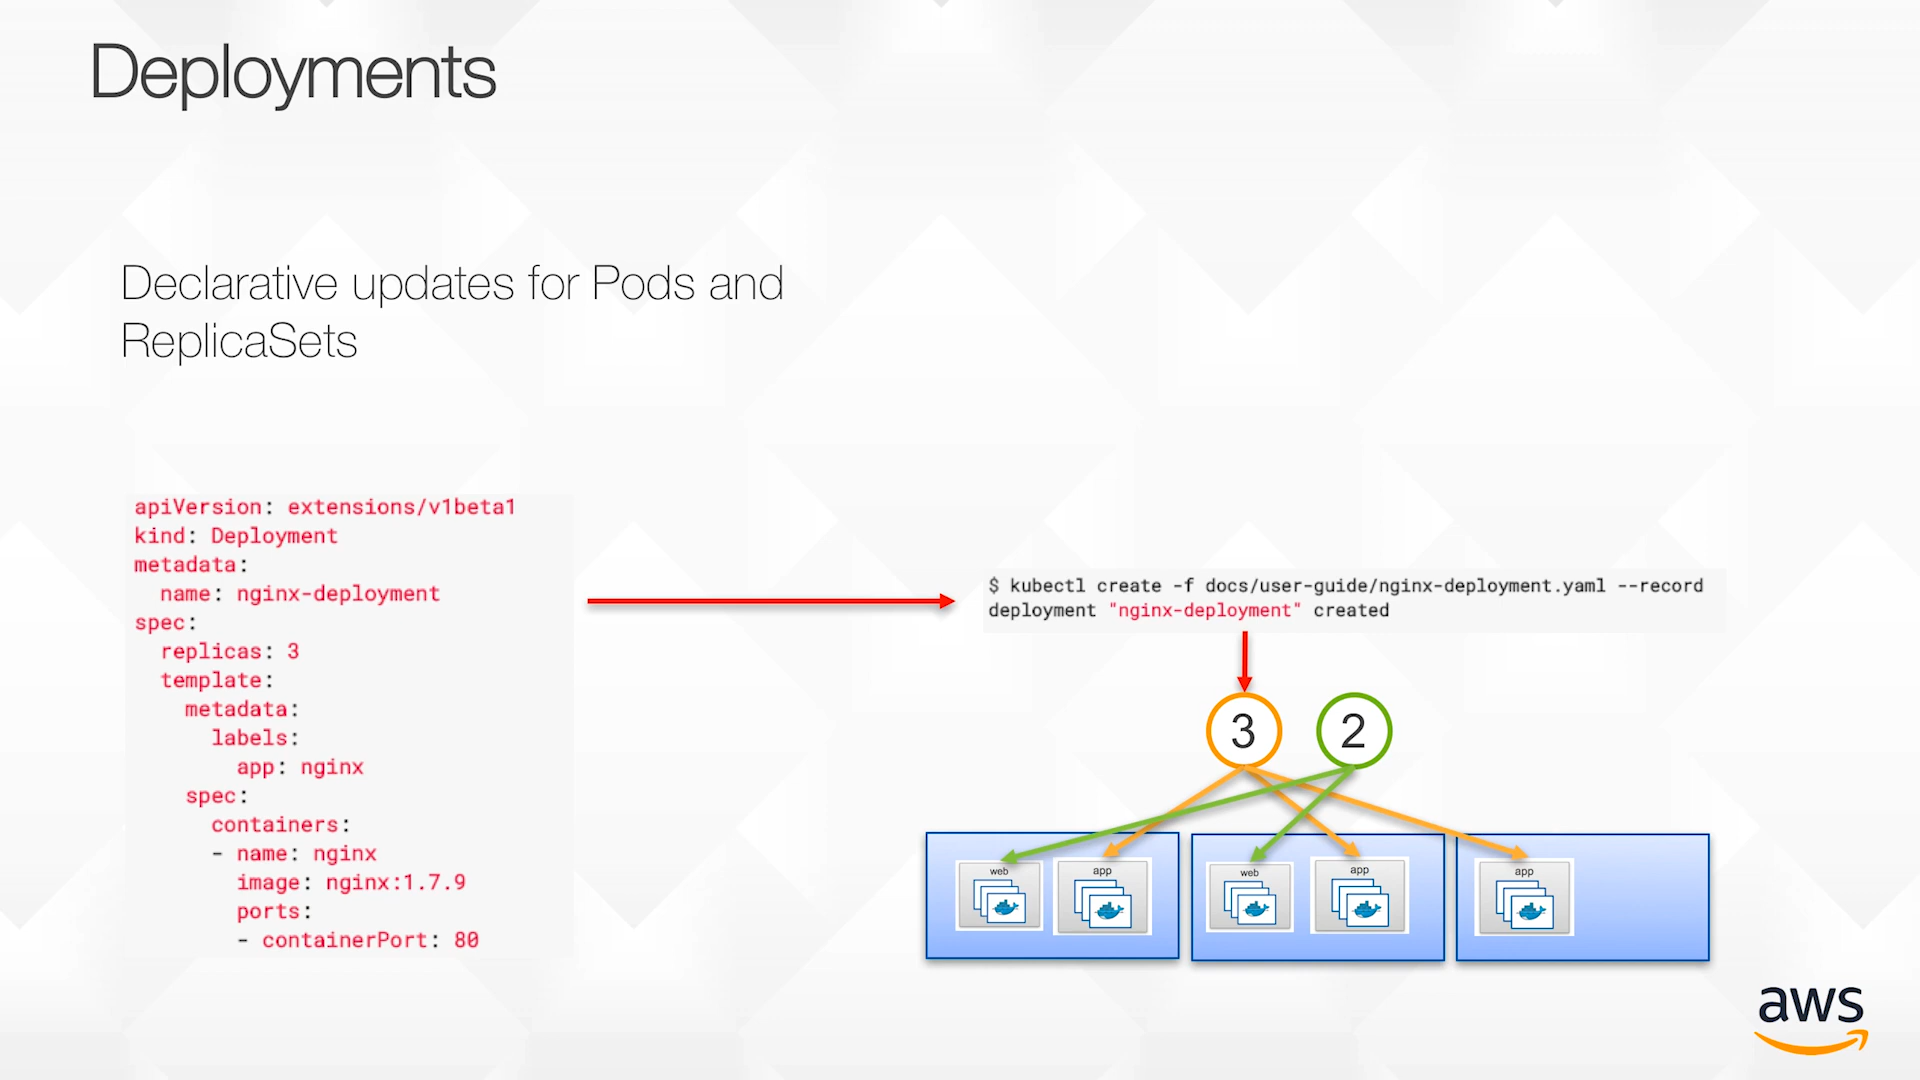 Deployments
Declarative updates for Pods and
ReplicaSets
apiVersion: extensions/v1beta1
kind: Deployment
metadata:
  name: nginx-deployment
spec:
  replicas: 3
  template:
    metadata:
      labels:
        app: nginx
    spec:
      containers:
      - name: nginx
        image: nginx:1.7.9
        ports:
        - containerPort: 80
$ kubectl create -f docs/user-guide/nginx-deployment.yaml --record
deployment "nginx-deployment" created
3 2
web app web app app
aws